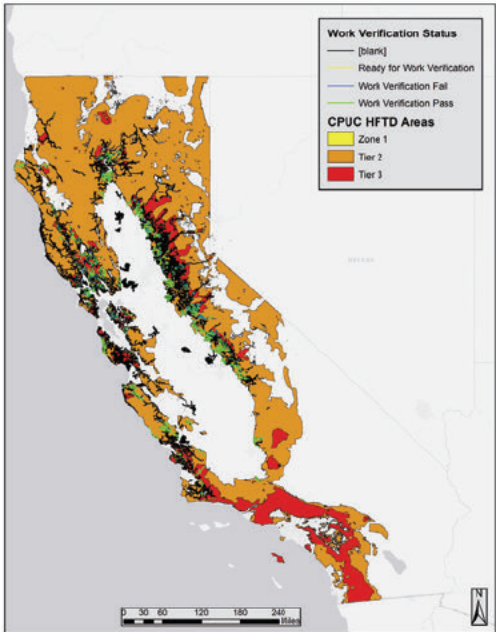 Work Verification Status
[blank]
Ready for Work Verification
Work Verification Fail
Work Verification Pass
CPUC HFTD Areas
Zone 1
Tier 2
Tier 3
NEVADA
N
0 30 60 120 180 240
Miles